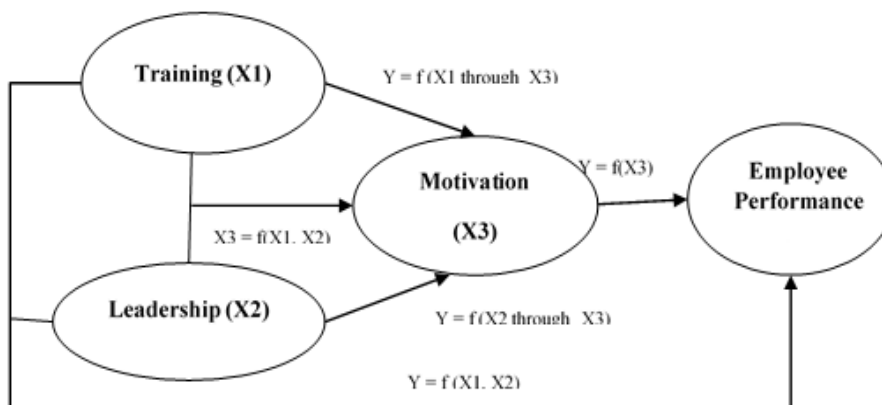 Training (X1)
Y = f (X1 through X3)
Motivation
(X3)
Y = f(X3)
Employee
Performance
X3 = f(X1, X2)
Leadership (X2)
Y = f (X2 through X3)
Y = f (X1, X2)